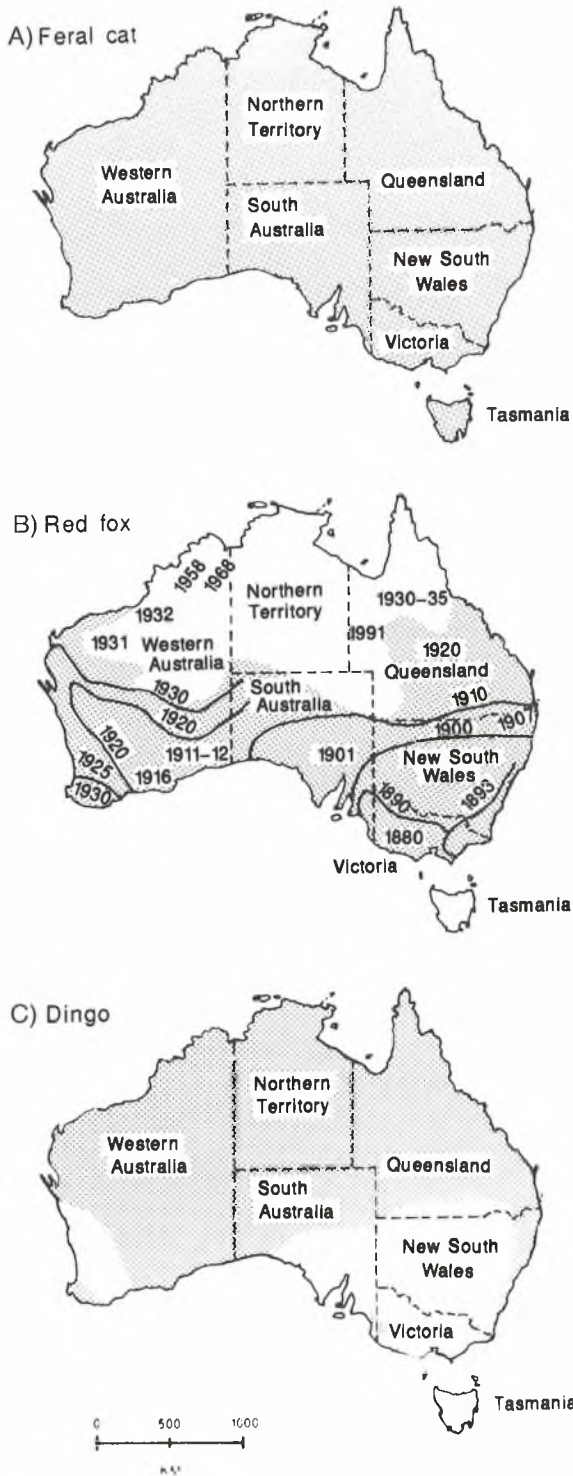 A) Feral cat
Northern
Territory
Western
Australia
Queensland
South
Australia
New South
Wales
Victoria
Tasmania
B) Red fox
1958
1968
Northern
Territory
1932
1930-35
1931
1991
Western
Australia
1920
Queensland
1930
South
Australia
1910
1920
1900
1907
1920
1911-12
1901
New South
Wales
1925
1916
1930
1890
1893
1880
Victoria
Tasmania
C) Dingo
Northern
Territory
Western
Australia
Queensland
South
Australia
New South
Wales
Victoria
Tasmania
0 500 1000